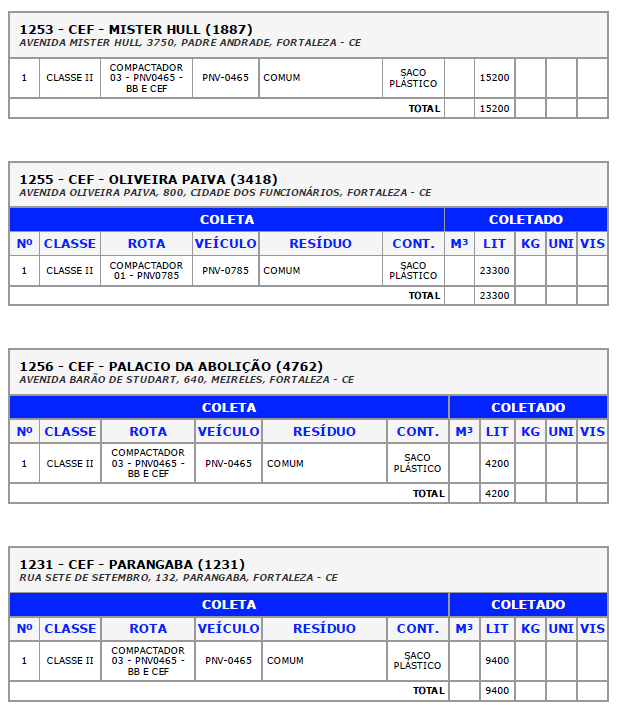 1253 - CEF - MISTER HULL (1887)
AVENIDA MISTER HULL, 3750, PADRE ANDRADE, FORTALEZA - CE
1 CLASSE II COMPACTADOR 03 - PNV0465 - BB E CEF PNV-0465 COMUM SACO PLÁSTICO 15200
TOTAL 15200
1255 - CEF - OLIVEIRA PAIVA (3418)
AVENIDA OLIVEIRA PAIVA, 800, CIDADE DOS FUNCIONÁRIOS, FORTALEZA - CE
COLETA COLETADO
Nº CLASSE ROTA VEÍCULO RESÍDUO CONT. M³ LIT KG UNI VIS
1 CLASSE II COMPACTADOR 01 - PNV0785 PNV-0785 COMUM SACO PLÁSTICO 23300
TOTAL 23300
1256 - CEF - PALACIO DA ABOLIÇÃO (4762)
AVENIDA BARÃO DE STUDART, 640, MEIRELES, FORTALEZA - CE
COLETA COLETADO
Nº CLASSE ROTA VEÍCULO RESÍDUO CONT. M³ LIT KG UNI VIS
1 CLASSE II COMPACTADOR 03 - PNV0465 - BB E CEF PNV-0465 COMUM SACO PLÁSTICO 4200
TOTAL 4200
1231 - CEF - PARANGABA (1231)
RUA SETE DE SETEMBRO, 132, PARANGABA, FORTALEZA - CE
COLETA COLETADO
Nº CLASSE ROTA VEÍCULO RESÍDUO CONT. M³ LIT KG UNI VIS
1 CLASSE II COMPACTADOR 03 - PNV0465 - BB E CEF PNV-0465 COMUM SACO PLÁSTICO 9400
TOTAL 9400